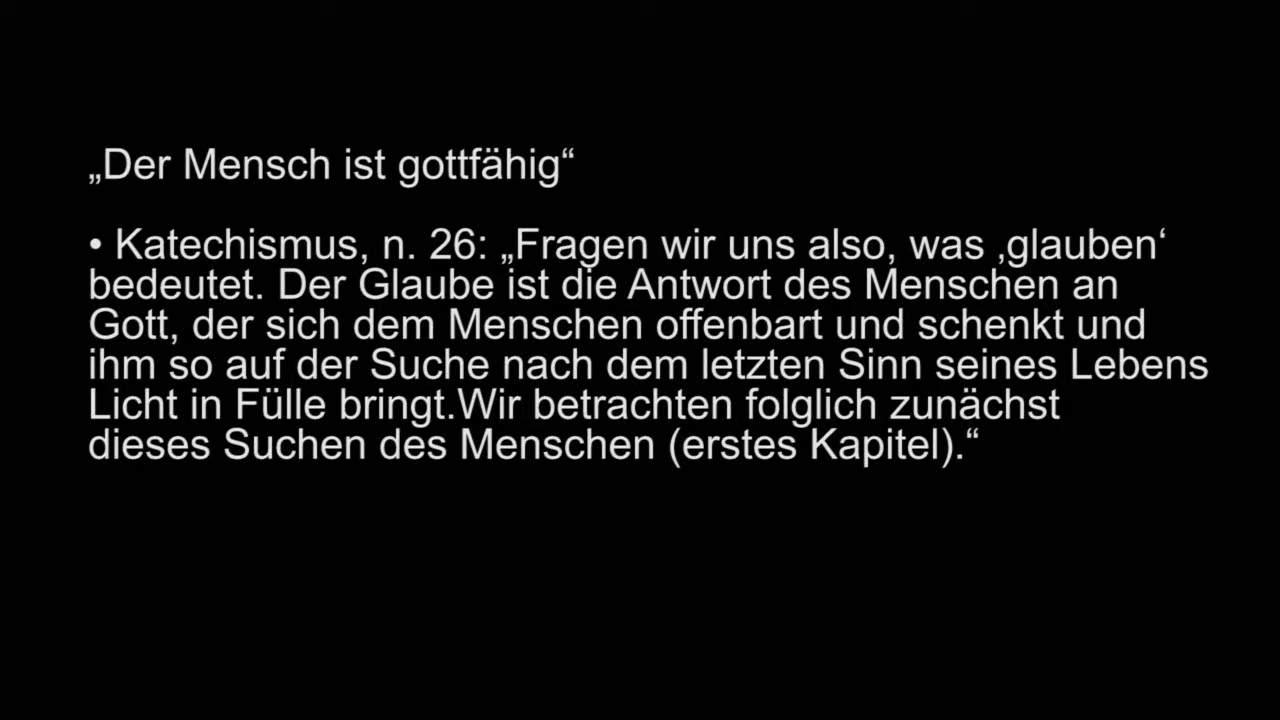 „Der Mensch ist gottfähig“
• Katechismus, n. 26: „Fragen wir uns also, was ‚glauben‘
bedeutet. Der Glaube ist die Antwort des Menschen an
Gott, der sich dem Menschen offenbart und schenkt und
ihm so auf der Suche nach dem letzten Sinn seines Lebens
Licht in Fülle bringt.Wir betrachten folglich zunächst
dieses Suchen des Menschen (erstes Kapitel).“